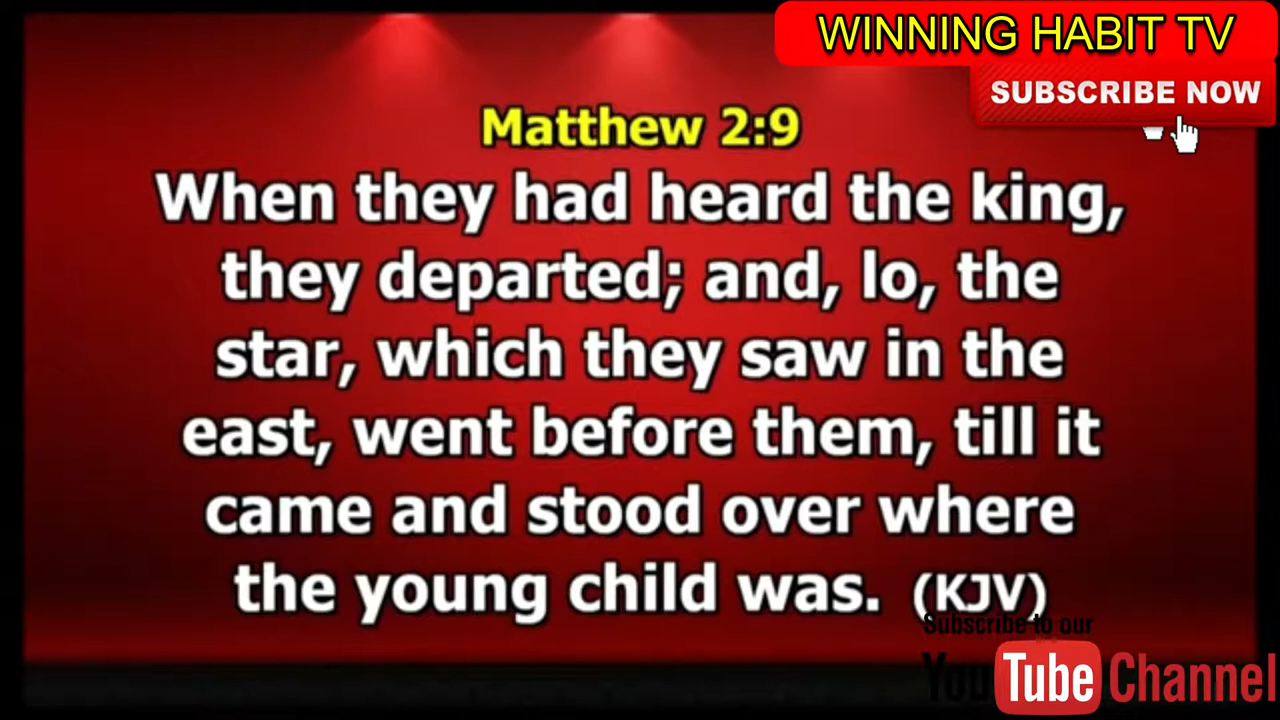 WINNING HABIT TV
SUBSCRIBE NOW
Matthew 2:9
When they had heard the king,
they departed; and, lo, the
star, which they saw in the
east, went before them, till it
came and stood over where
the young child was. (KJV)
Subscribe to our
YouTube Channel